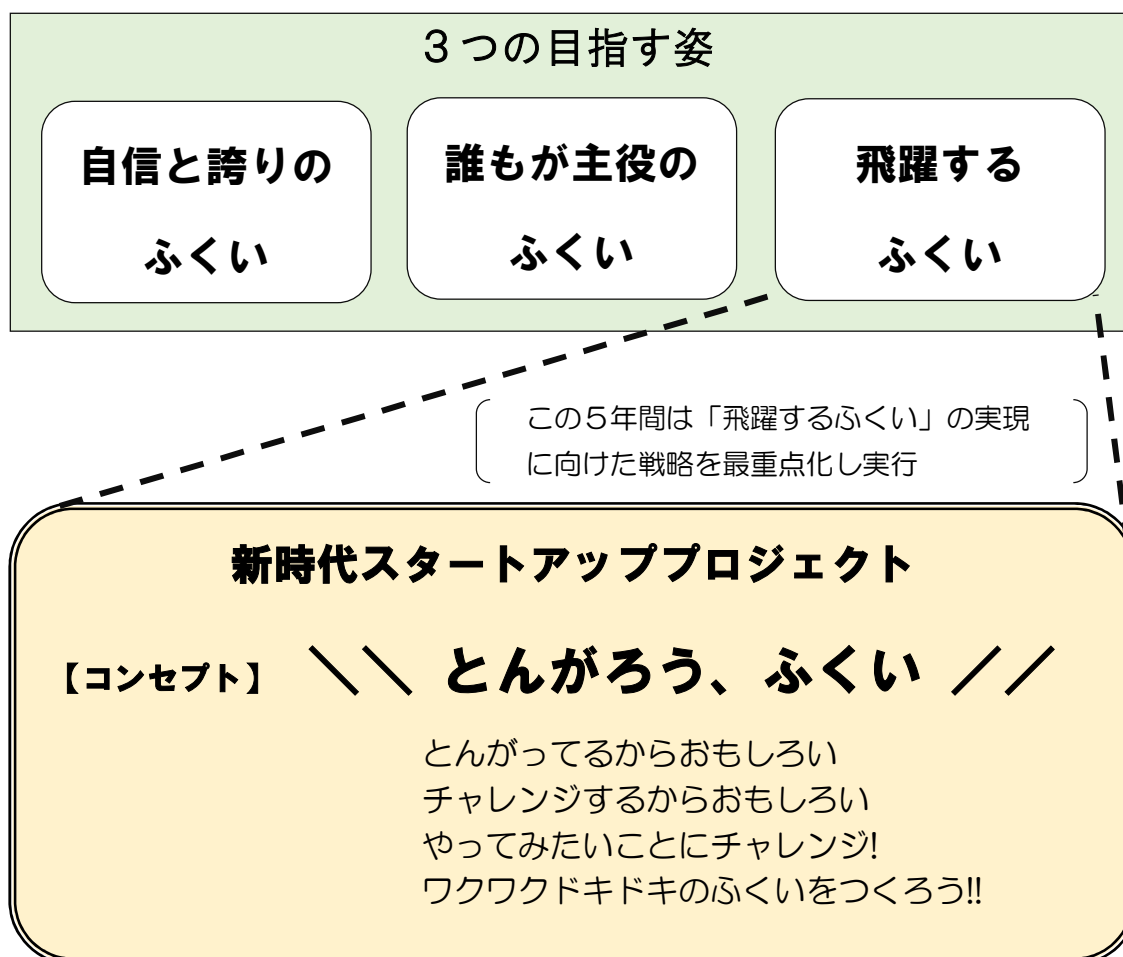 ３つの目指す姿
自信と誇りの
ふくい
誰もが主役の
ふくい
飛躍する
ふくい
この５年間は「飛躍するふくい」の実現
に向けた戦略を最重点化し実行
新時代スタートアッププロジェクト
【コンセプト】 ＼＼ とんがろう、ふくい ／／
とんがってるからおもしろい
チャレンジするからおもしろい
やってみたいことにチャレンジ!
ワクワクドキドキのふくいをつくろう!!